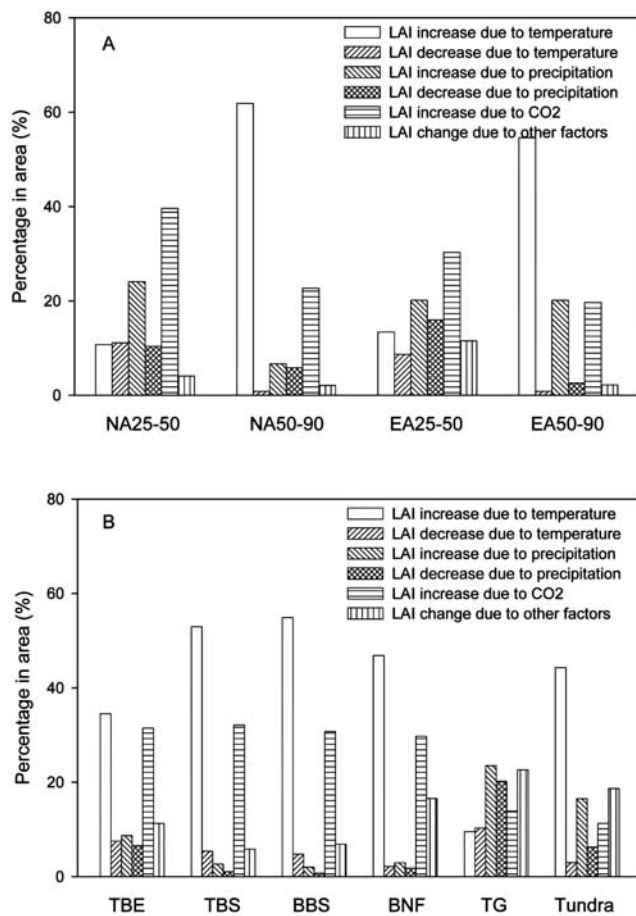 80
A
LAI increase due to temperature
LAI decrease due to temperature
LAI increase due to precipitation
60
LAI decrease due to precipitation
LAI increase due to CO2
LAI change due to other factors
Percentage in area (%)
40
20
0
NA25-50 NA50-90 EA25-50 EA50-90
80
B
LAI increase due to temperature
LAI decrease due to temperature
LAI increase due to precipitation
60
LAI decrease due to precipitation
LAI increase due to CO2
LAI change due to other factors
Percentage in area (%)
40
20
0
TBE TBS BBS BNF TG Tundra